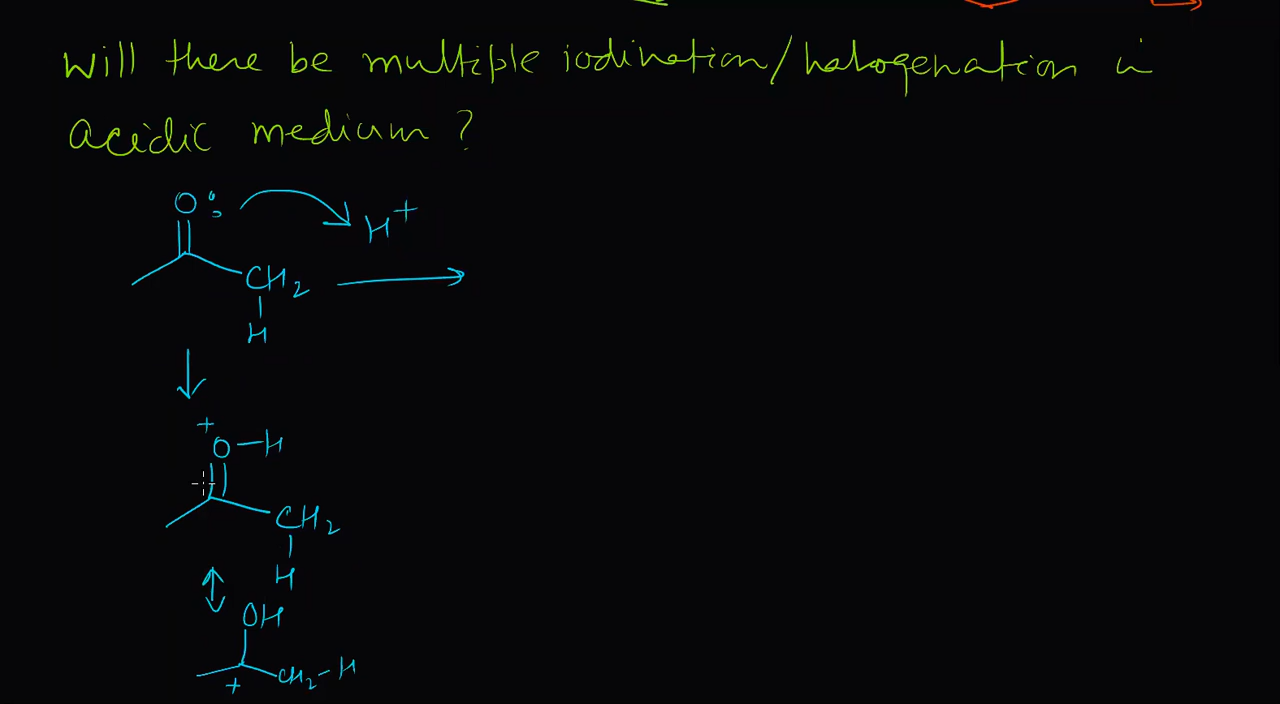 Will there be multiple iodination/halogenation in
acidic medium?
O:
H+
CH2
H
+
O-H
CH2
H
OH
CH2-H
+